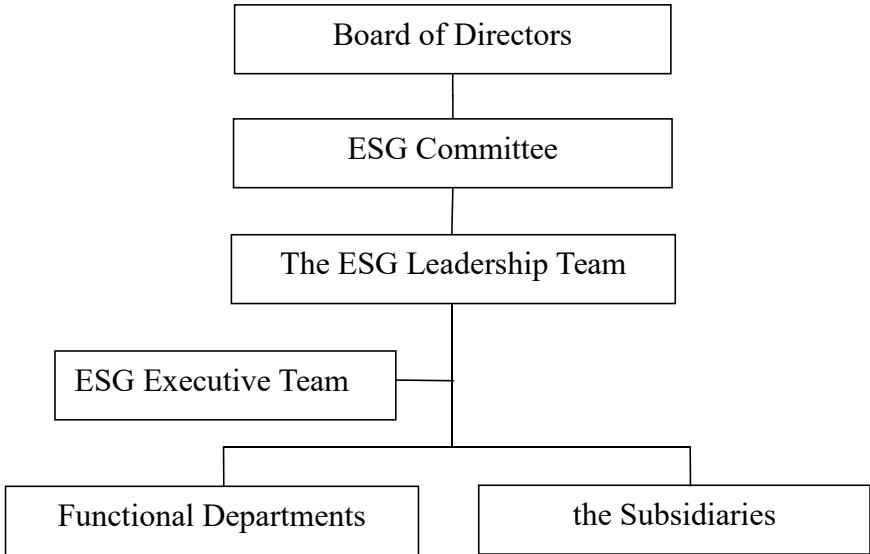 Board of Directors
ESG Committee
The ESG Leadership Team
ESG Executive Team
Functional Departments
the Subsidiaries